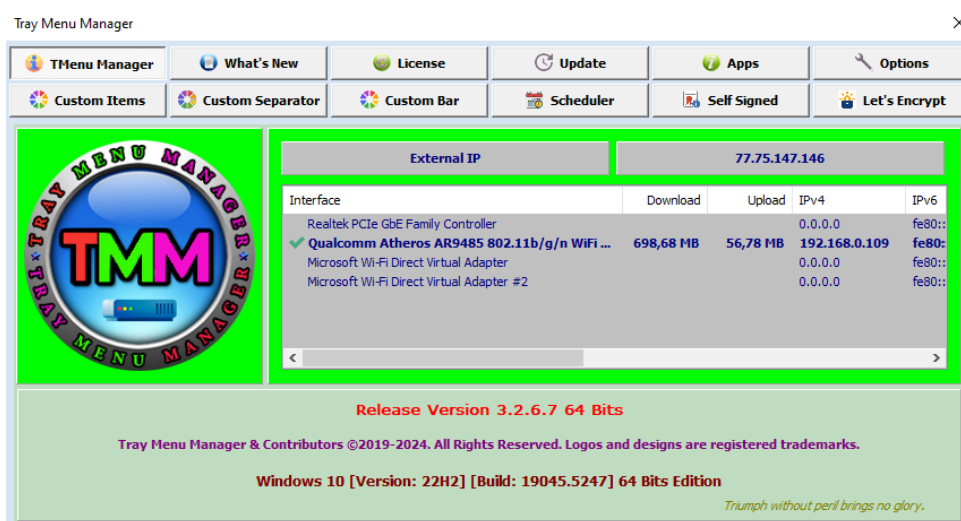 Tray Menu Manager
TMenu Manager What's New License Update Apps Options
Custom Items Custom Separator Custom Bar Scheduler Self Signed Let's Encrypt
TRAY MENU MANAGER
TRAY MENU MANAGER
TMM
External IP 77.75.147.146
Interface Download Upload IPv4 IPv6
Realtek PCIe GbE Family Controller 0.0.0.0 fe80::
Qualcomm Atheros AR9485 802.11b/g/n WiFi ... 698,68 MB 56,78 MB 192.168.0.109 fe80:
Microsoft Wi-Fi Direct Virtual Adapter 0.0.0.0 fe80::
Microsoft Wi-Fi Direct Virtual Adapter #2 0.0.0.0 fe80::
Release Version 3.2.6.7 64 Bits
Tray Menu Manager & Contributors ©2019-2024. All Rights Reserved. Logos and designs are registered trademarks.
Windows 10 [Version: 22H2] [Build: 19045.5247] 64 Bits Edition
Triumph without peril brings no glory.